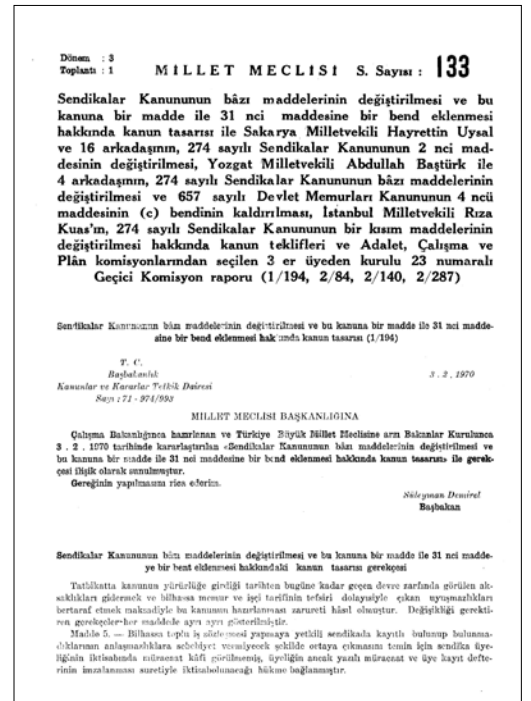 Dönem : 3
Toplantı : 1
MİLLET MECLİSİ S. Sayısı : 133
Sendikalar Kanununun bâzı maddelerinin değiştirilmesi ve bu
kanuna bir madde ile 31 nci maddesine bir bend eklenmesi
hakkında kanun tasarısı ile Sakarya Milletvekili Hayrettin Uysal
ve 16 arkadaşının, 274 sayılı Sendikalar Kanununun 2 nci mad-
desinin değiştirilmesi, Yozgat Milletvekili Abdullah Baştürk ile
4 arkadaşının, 274 sayılı Sendikalar Kanununun bâzı maddelerinin
değiştirilmesi ve 657 sayılı Devlet Memurları Kanununun 4 ncü
maddesinin (c) bendinin kaldırılması, İstanbul Milletvekili Rıza
Kuas'ın, 274 sayılı Sendikalar Kanununun bir kısım maddelerinin
değiştirilmesi hakkında kanun teklifleri ve Adalet, Çalışma ve
Plân komisyonlarından seçilen 3 er üyeden kurulu 23 numaralı
Geçici Komisyon raporu (1/194, 2/84, 2/140, 2/287)
Sendikalar Kanununun bâzı maddelerinin değiştirilmesi ve bu kanuna bir madde ile 31 nci madde-
sine bir bend eklenmesi hakkında kanun tasarısı (1/194)
T. C.
Başbakanlık
3 . 2 . 1970
Kanunlar ve Kararlar Tetkik Dairesi
Sayı : 71 - 974/993
MİLLET MECLİSİ BAŞKANLIĞINA
Çalışma Bakanlığınca hazırlanan ve Türkiye Büyük Millet Meclisine arzı Bakanlar Kurulunca
3 . 2 . 1970 tarihinde kararlaştırılan «Sendikalar Kanununun bâzı maddelerinin değiştirilmesi ve
bu kanuna bir madde ile 31 nci maddesine bir bend eklenmesi hakkında kanun tasarısı» ile gerek-
çesi ilişik olarak sunulmuştur.
Gereğinin yapılmasını rica ederim.
Süleyman Demirel
Başbakan
Sendikalar Kanununun bâzı maddelerinin değiştirilmesi ve bu kanuna bir madde ile 31 nci madde-
ye bir bend eklenmesi hakkındaki kanun tasarısı gerekçesi
Tatbikatta kanunun yürürlüğe girdiği tarihten bugüne kadar geçen devre zarfında görülen ak-
saklıkları gidermek ve bilhassa memur ve işçi tarifinin tefsiri dolayısiyle çıkan uyuşmazlıkları
bertaraf etmek maksadiyle bu kanunun hazırlanması zarureti hâsıl olmuştur. Değişikliği gerekti-
ren gerekçeler her maddede ayrı ayrı gösterilmiştir.
Madde 5. — Bilhassa toplu iş sözleşmesi yapmaya yetkili sendikada kayıtlı bulunup bulunma-
dıklarının anlaşmazlıklara sebebiyet vermiyecek şekilde ortaya çıkmasını temin için sendika üye-
liğinin iktisabında müracaat kâfi görülmemiş, üyeliğin ancak yazılı müracaat ve üye kayıt defte-
rinin imzalanması suretiyle iktisabolunacağı hükme bağlanmıştır.